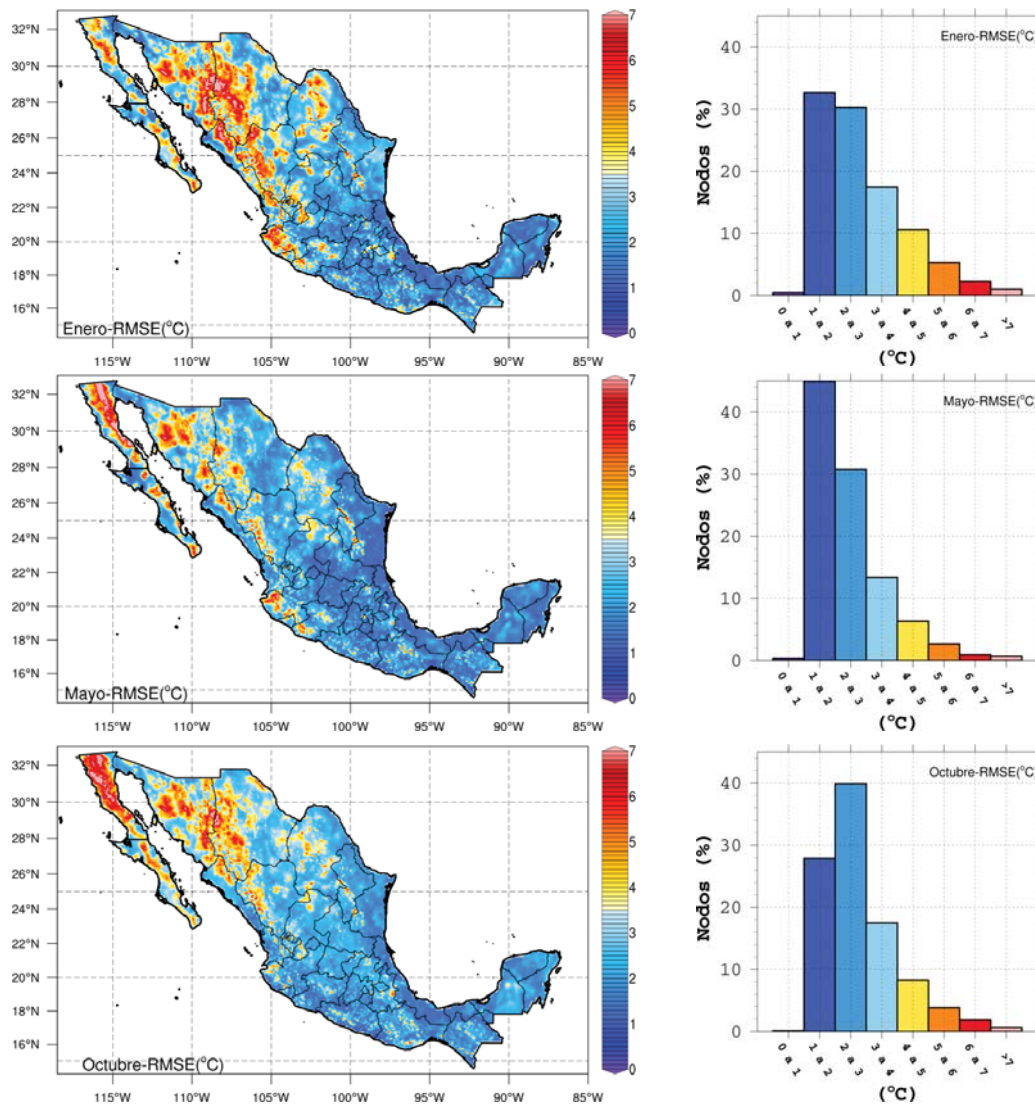 32°N
30°N
28°N
26°N
24°N
22°N
20°N
18°N
16°N
Enero-RMSE(°C)
115°W
110°W
105°W
100°W
95°W
90°W
85°W
7
6
5
4
3
2
1
0
Enero-RMSE(°C)
Nodos (%)
40
30
20
10
0
0 a 1
1 a 2
2 a 3
3 a 4
4 a 5
5 a 6
6 a 7
>7
(°C)
32°N
30°N
28°N
26°N
24°N
22°N
20°N
18°N
16°N
Mayo-RMSE(°C)
115°W
110°W
105°W
100°W
95°W
90°W
85°W
7
6
5
4
3
2
1
0
Mayo-RMSE(°C)
Nodos (%)
40
30
20
10
0
0 a 1
1 a 2
2 a 3
3 a 4
4 a 5
5 a 6
6 a 7
>7
(°C)
32°N
30°N
28°N
26°N
24°N
22°N
20°N
18°N
16°N
Octubre-RMSE(°C)
115°W
110°W
105°W
100°W
95°W
90°W
85°W
7
6
5
4
3
2
1
0
Octubre-RMSE(°C)
Nodos (%)
40
30
20
10
0
0 a 1
1 a 2
2 a 3
3 a 4
4 a 5
5 a 6
6 a 7
>7
(°C)